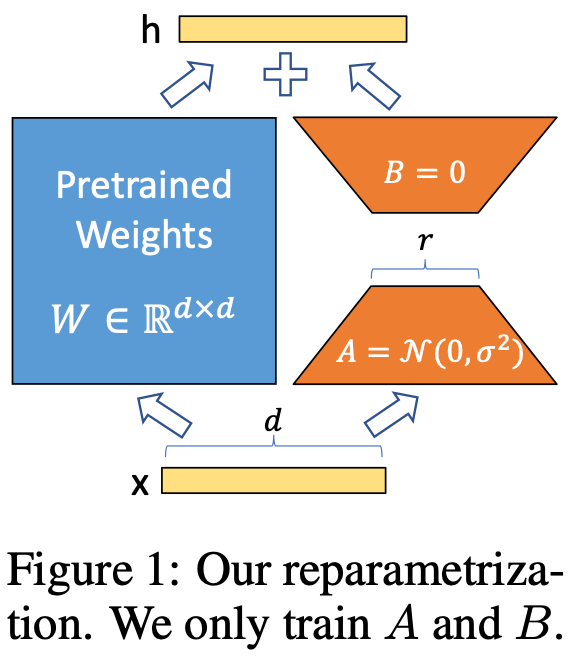 h
Pretrained
Weights
W ∈ ℝ^{d×d}
B = 0
r
A = 𝒩(0, σ²)
d
x
Figure 1: Our reparametriza-
tion. We only train A and B.